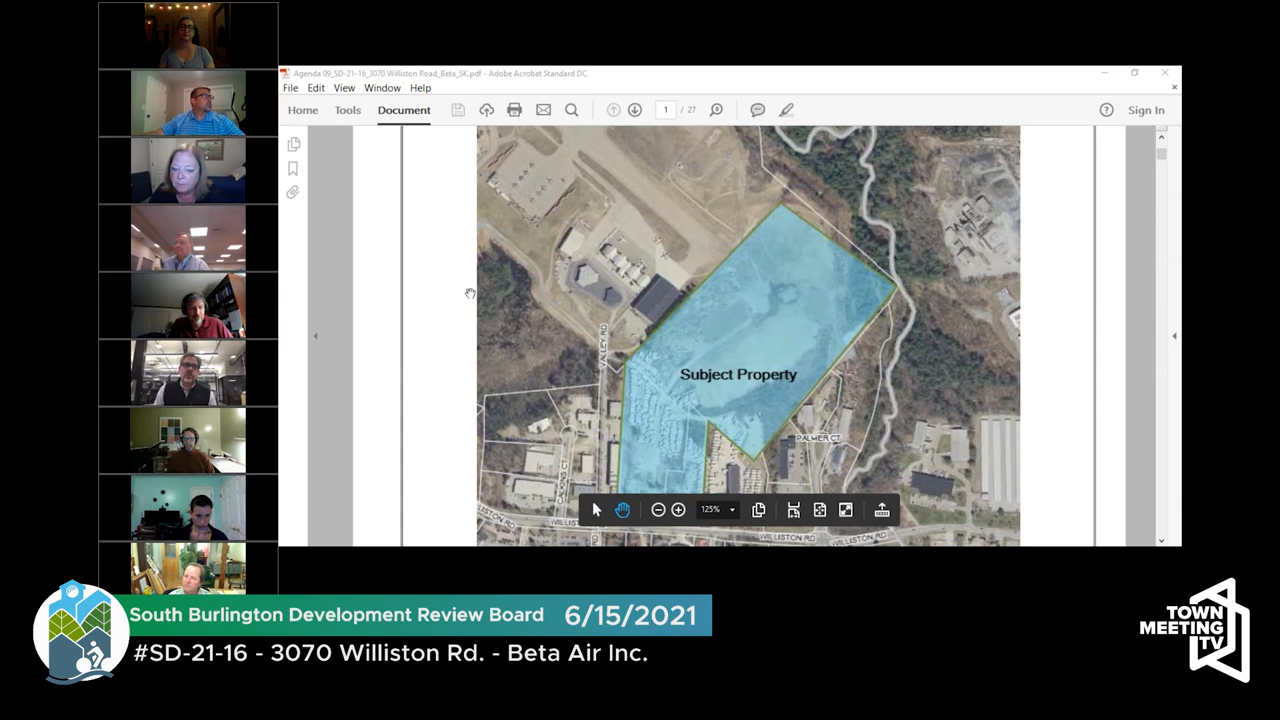 Agenda 09_SD-21-16_3070 Williston Road_Beta_SK.pdf - Adobe Acrobat Standard DC
File Edit View Window Help
Home Tools Document 1 / 27 Sign In
VALLEY RD
Subject Property
PALMER CT
CALKINS CT
125%
WILLISTON RD
WILLISTON RD
South Burlington Development Review Board 6/15/2021
#SD-21-16 - 3070 Williston Rd. - Beta Air Inc.
TOWN
MEETING
TV